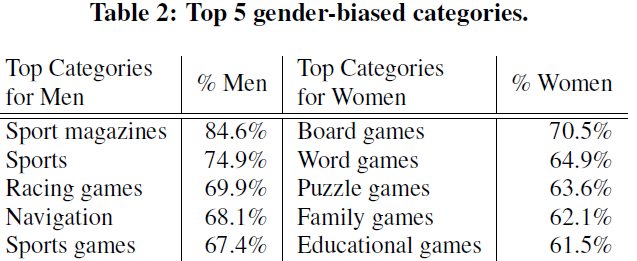 Table 2: Top 5 gender-biased categories.
Top Categories for Men | % Men | Top Categories for Women | % Women
Sport magazines | 84.6% | Board games | 70.5%
Sports | 74.9% | Word games | 64.9%
Racing games | 69.9% | Puzzle games | 63.6%
Navigation | 68.1% | Family games | 62.1%
Sports games | 67.4% | Educational games | 61.5%